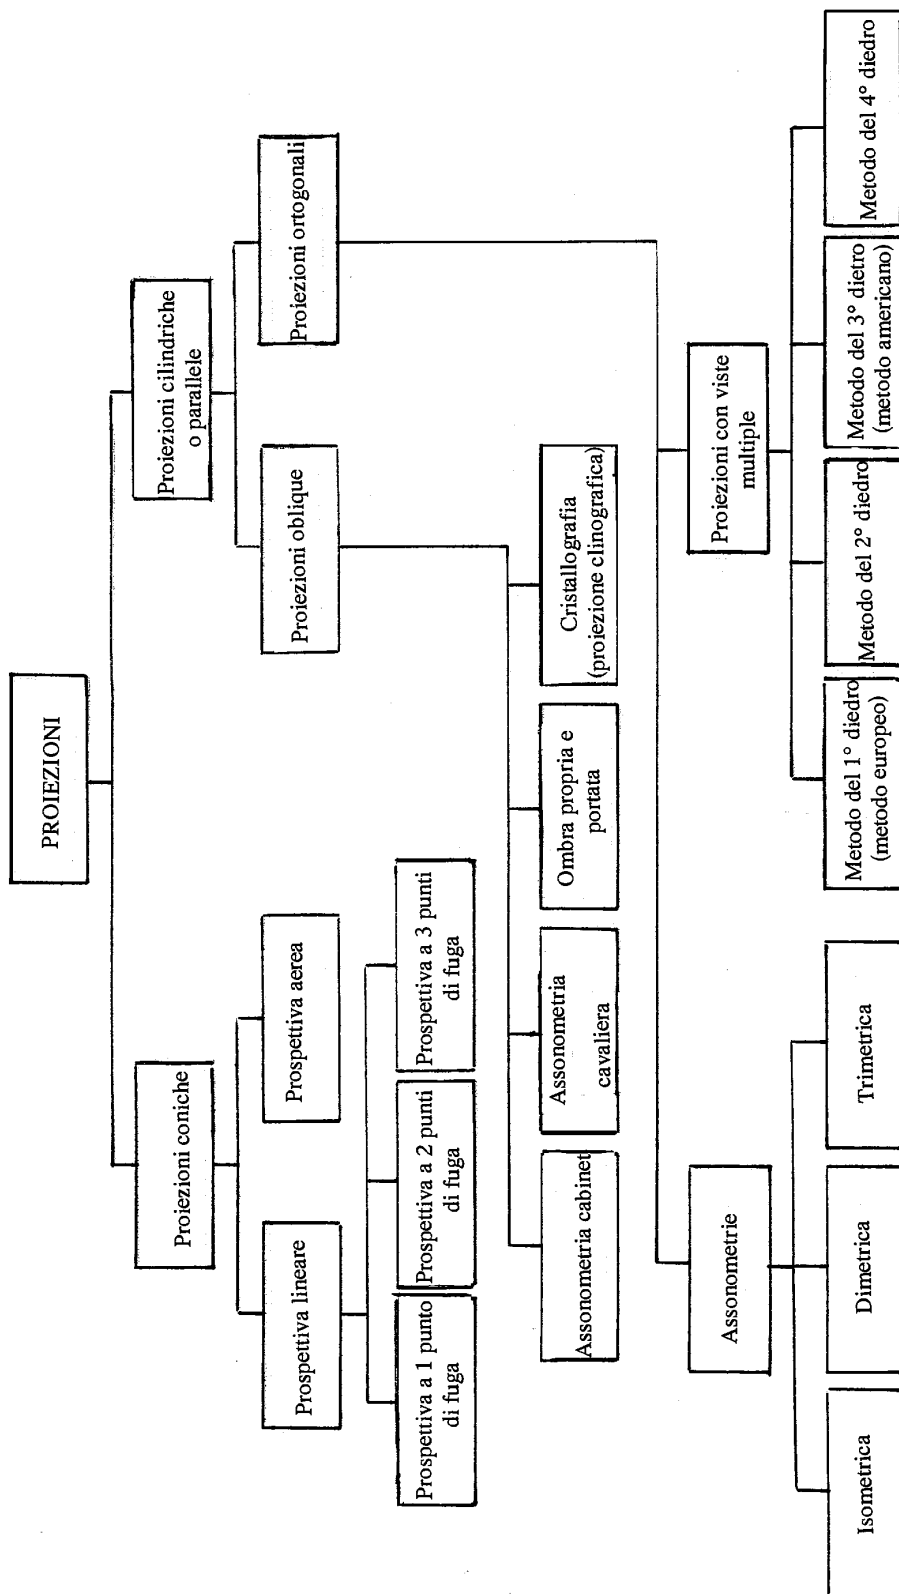 PROIEZIONI
Proiezioni coniche
Proiezioni cilindriche
o parallele
Prospettiva lineare
Prospettiva aerea
Proiezioni oblique
Proiezioni ortogonali
Prospettiva a 1 punto
di fuga
Prospettiva a 2 punti
di fuga
Prospettiva a 3 punti
di fuga
Assonometria cabinet
Assonometria
cavaliera
Ombra propria e
portata
Cristallografia
(proiezione clinografica)
Assonometrie
Proiezioni con viste
multiple
Isometrica
Dimetrica
Trimetrica
Metodo del 1° diedro
(metodo europeo)
Metodo del 2° diedro
Metodo del 3° dietro
(metodo americano)
Metodo del 4° diedro